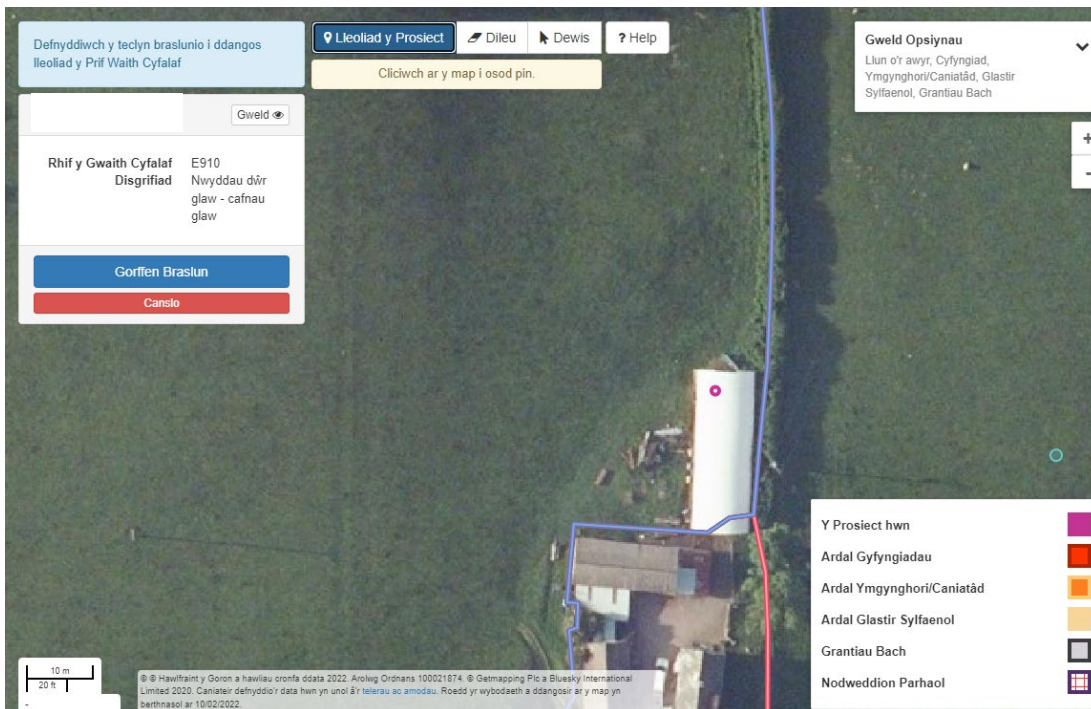 Defnyddiwch y teclyn braslunio i ddangos
lleoliad y Prif Waith Cyfalaf
Lleoliad y Prosiect
Dileu
Dewis
? Help
Cliciwch ar y map i osod pin.
Gweld Opsiynau
Llun o'r awyr, Cyfyngiad,
Ymgynghori/Caniatâd, Glastir
Sylfaenol, Grantiau Bach
+
-
Gweld
Rhif y Gwaith Cyfalaf E910
Disgrifiad Nwyddau dŵr
glaw - cafnau
glaw
Gorffen Braslun
Canslo
Y Prosiect hwn
Ardal Gyfyngiadau
Ardal Ymgynghori/Caniatâd
Ardal Glastir Sylfaenol
Grantiau Bach
Nodweddion Parhaol
10 m
20 ft
© © Hawlfraint y Goron a hawliau cronfa ddata 2022. Arolwg Ordnans 100021874. © Getmapping Plc a Bluesky International
Limited 2020. Caniateir defnyddio'r data hwn yn unol â'r telerau ac amodau. Roedd yr wybodaeth a ddangosir ar y map yn
berthnasol ar 10/02/2022.